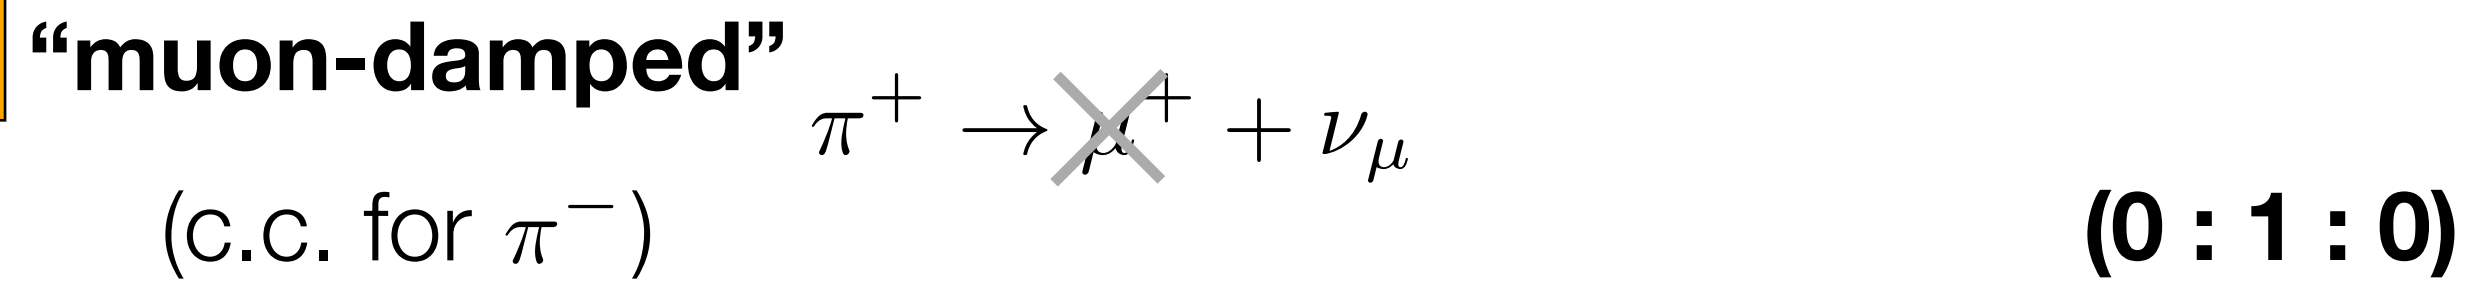 “muon-damped”
π⁺ → μ⁺ + ν_μ
(c.c. for π⁻)
(0 : 1 : 0)